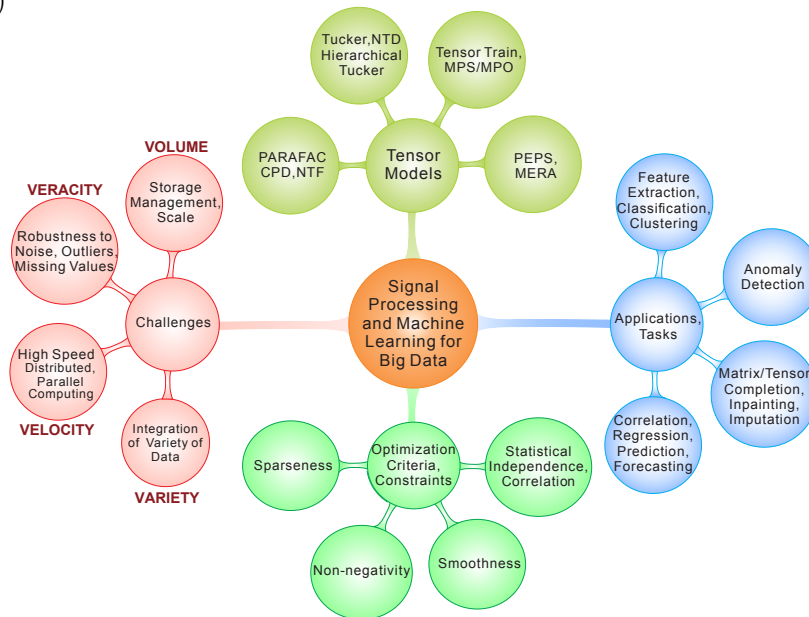 )
Tucker,NTD
Hierarchical
Tucker
Tensor Train,
MPS/MPO
PARAFAC
CPD,NTF
Tensor
Models
PEPS,
MERA
VOLUME
Storage
Management,
Scale
VERACITY
Robustness to
Noise, Outliers,
Missing Values
Challenges
High Speed
Distributed,
Parallel
Computing
VELOCITY
Integration
of Variety of
Data
VARIETY
Signal
Processing
and Machine
Learning for
Big Data
Feature
Extraction,
Classification,
Clustering
Anomaly
Detection
Applications,
Tasks
Matrix/Tensor
Completion,
Inpainting,
Imputation
Correlation,
Regression,
Prediction,
Forecasting
Sparseness
Optimization
Criteria,
Constraints
Statistical
Independence,
Correlation
Non-negativity
Smoothness